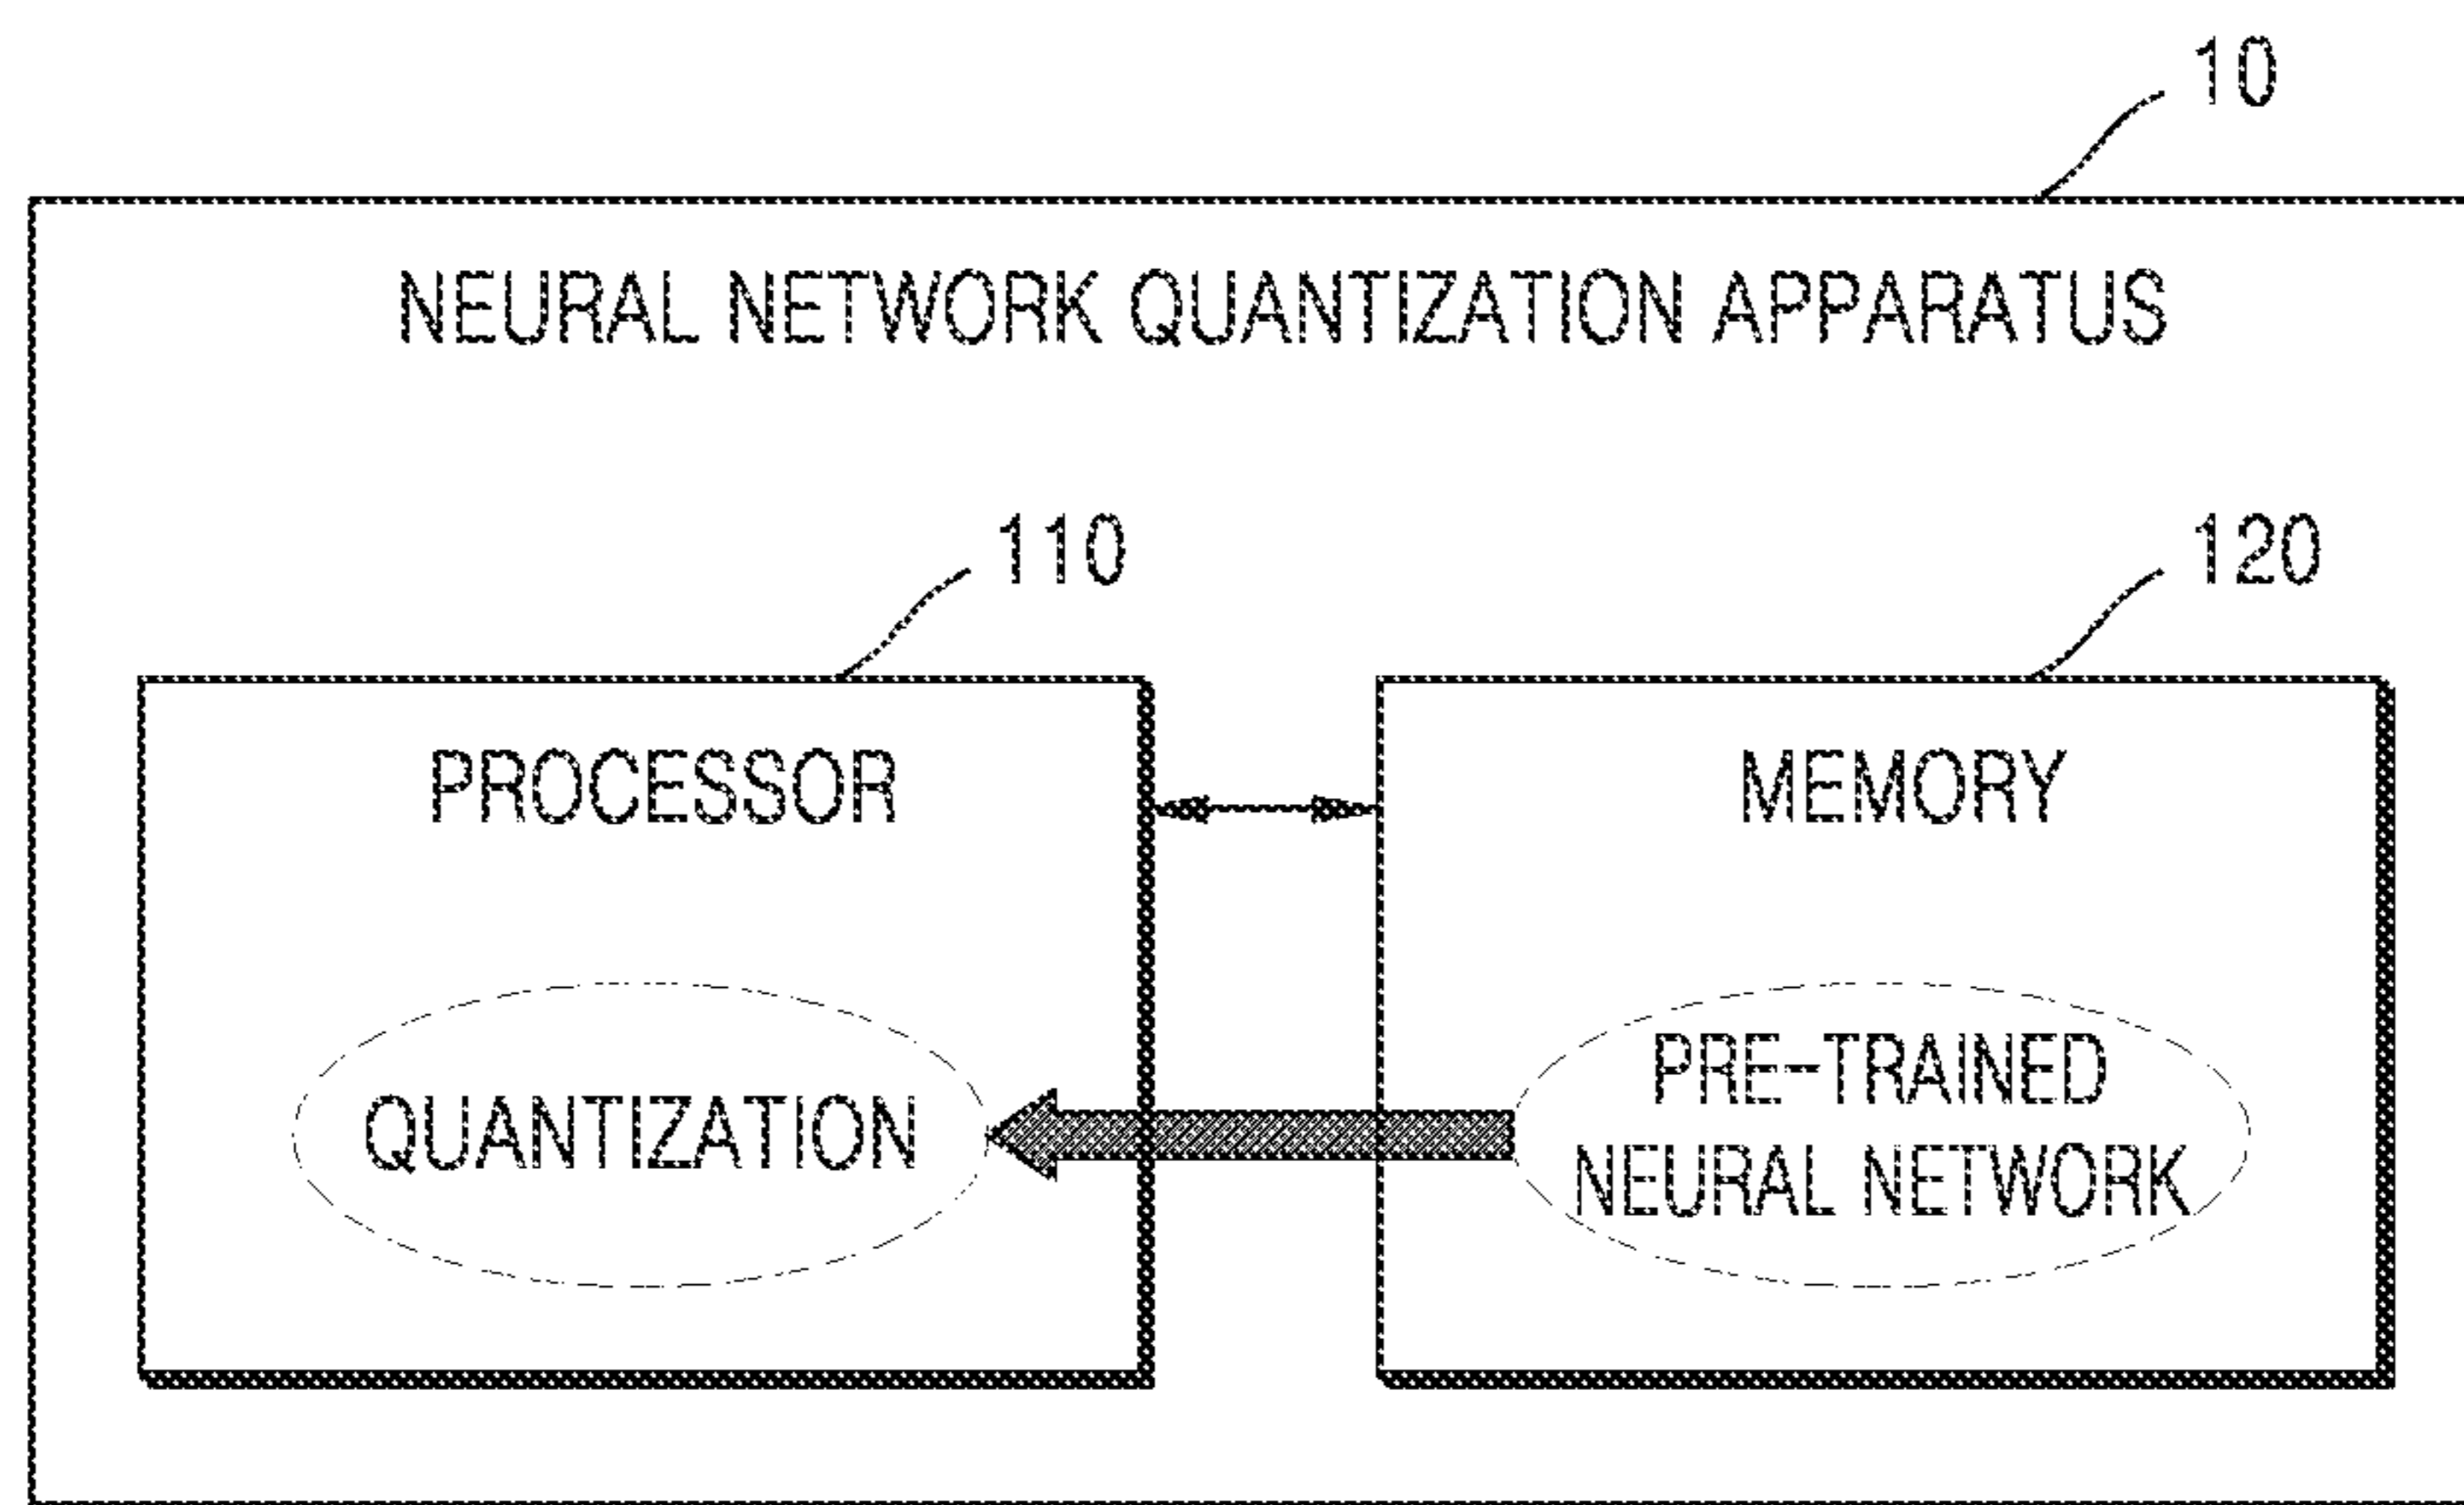 10
NEURAL NETWORK QUANTIZATION APPARATUS
110
120
PROCESSOR
MEMORY
QUANTIZATION
PRE-TRAINED
NEURAL NETWORK